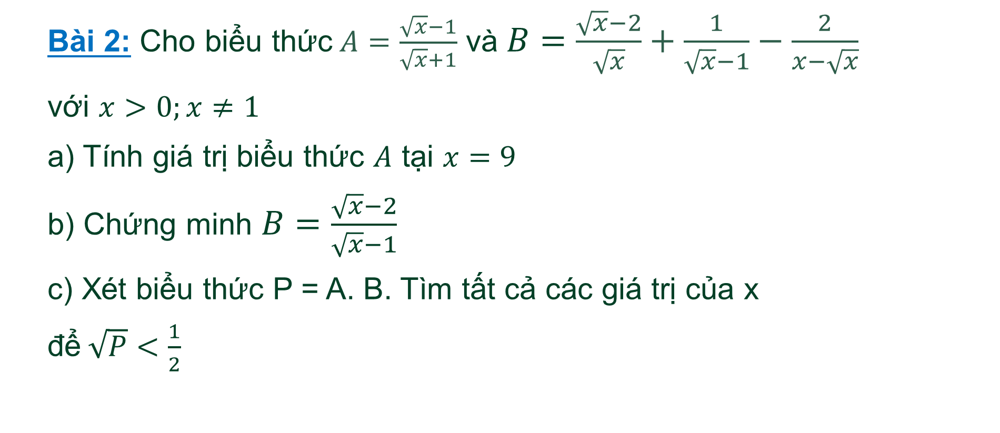 Bài 2: Cho biểu thức $A = \frac{\sqrt{x}-1}{\sqrt{x}+1}$ và $B = \frac{\sqrt{x}-2}{\sqrt{x}} + \frac{1}{\sqrt{x}-1} - \frac{2}{x-\sqrt{x}}$
với $x > 0; x \neq 1$
a) Tính giá trị biểu thức $A$ tại $x = 9$
b) Chứng minh $B = \frac{\sqrt{x}-2}{\sqrt{x}-1}$
c) Xét biểu thức P = A. B. Tìm tất cả các giá trị của x
để $\sqrt{P} < \frac{1}{2}$